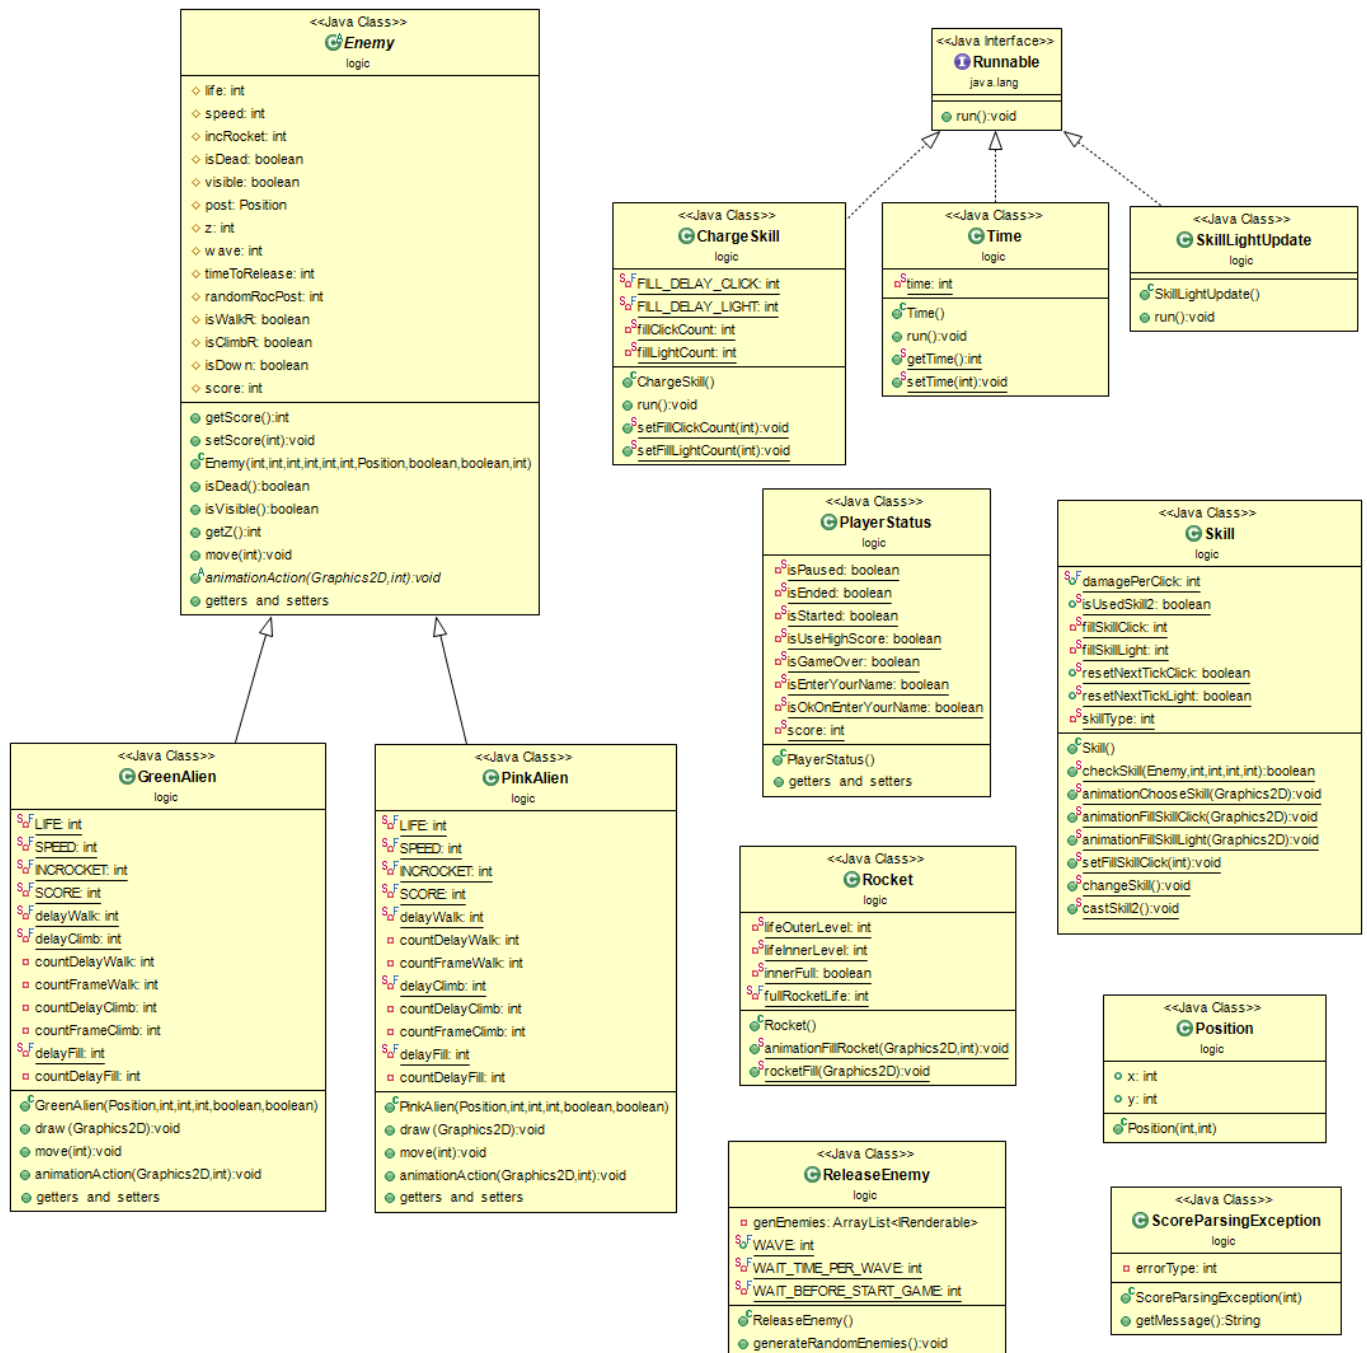 <<Java Class>>
Enemy
logic
life: int
speed: int
incRocket: int
isDead: boolean
visible: boolean
post: Position
z: int
wave: int
timeToRelease: int
randomRocPost: int
isWalkR: boolean
isClimbR: boolean
isDown: boolean
score: int
getScore():int
setScore(int):void
Enemy(int,int,int,int,int,int,Position,boolean,boolean,int)
isDead():boolean
isVisible():boolean
getZ():int
move(int):void
animationAction(Graphics2D,int):void
getters and setters
<<Java Interface>>
Runnable
java.lang
run():void
<<Java Class>>
ChargeSkill
logic
FILL_DELAY_CLICK: int
FILL_DELAY_LIGHT: int
fillClickCount: int
fillLightCount: int
ChargeSkill()
run():void
setFillClickCount(int):void
setFillLightCount(int):void
<<Java Class>>
Time
logic
time: int
Time()
run():void
getTime():int
setTime(int):void
<<Java Class>>
SkillLightUpdate
logic
SkillLightUpdate()
run():void
<<Java Class>>
PlayerStatus
logic
isPaused: boolean
isEnded: boolean
isStarted: boolean
isUseHighScore: boolean
isGameOver: boolean
isEnterYourName: boolean
isOkOnEnterYourName: boolean
score: int
PlayerStatus()
getters and setters
<<Java Class>>
Skill
logic
damagePerClick: int
isUsedSkill2: boolean
fillSkillClick: int
fillSkillLight: int
resetNextTickClick: boolean
resetNextTickLight: boolean
skillType: int
Skill()
checkSkill(Enemy,int,int,int,int):boolean
animationChooseSkill(Graphics2D):void
animationFillSkillClick(Graphics2D):void
animationFillSkillLight(Graphics2D):void
setFillSkillClick(int):void
changeSkill():void
castSkill2():void
<<Java Class>>
GreenAlien
logic
LIFE: int
SPEED: int
INCROCKET: int
SCORE: int
delayWalk: int
delayClimb: int
countDelayWalk: int
countFrameWalk: int
countDelayClimb: int
countFrameClimb: int
delayFill: int
countDelayFill: int
GreenAlien(Position,int,int,int,boolean,boolean)
draw(Graphics2D):void
move(int):void
animationAction(Graphics2D,int):void
getters and setters
<<Java Class>>
PinkAlien
logic
LIFE: int
SPEED: int
INCROCKET: int
SCORE: int
delayWalk: int
countDelayWalk: int
countFrameWalk: int
delayClimb: int
countDelayClimb: int
countFrameClimb: int
delayFill: int
countDelayFill: int
PinkAlien(Position,int,int,int,boolean,boolean)
draw(Graphics2D):void
move(int):void
animationAction(Graphics2D,int):void
getters and setters
<<Java Class>>
Rocket
logic
lifeOuterLevel: int
lifeInnerLevel: int
innerFull: boolean
fullRocketLife: int
Rocket()
animationFillRocket(Graphics2D,int):void
rocketFill(Graphics2D):void
<<Java Class>>
Position
logic
x: int
y: int
Position(int,int)
<<Java Class>>
ReleaseEnemy
logic
genEnemies: ArrayList<IRenderable>
WAVE: int
WAIT_TIME_PER_WAVE: int
WAIT_BEFORE_START_GAME: int
ReleaseEnemy()
generateRandomEnemies():void
<<Java Class>>
ScoreParsingException
logic
errorType: int
ScoreParsingException(int)
getMessage():String